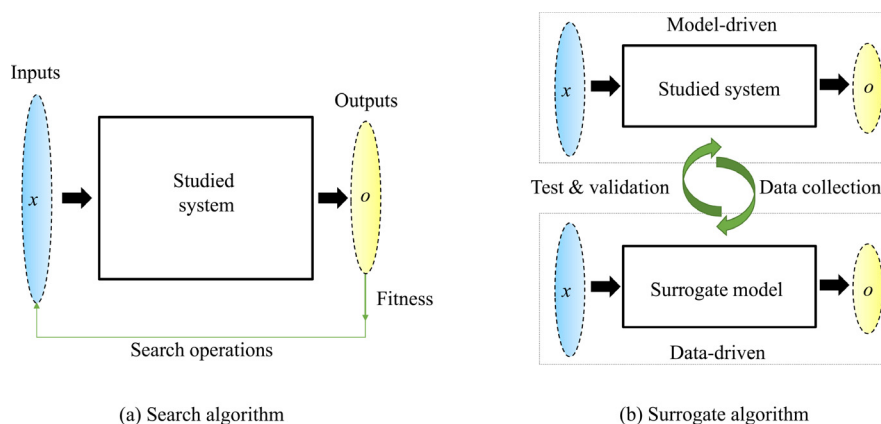 Inputs
x
Studied
system
Outputs
o
Fitness
Search operations
(a) Search algorithm
Model-driven
x
Studied system
o
Test & validation
Data collection
x
Surrogate model
o
Data-driven
(b) Surrogate algorithm